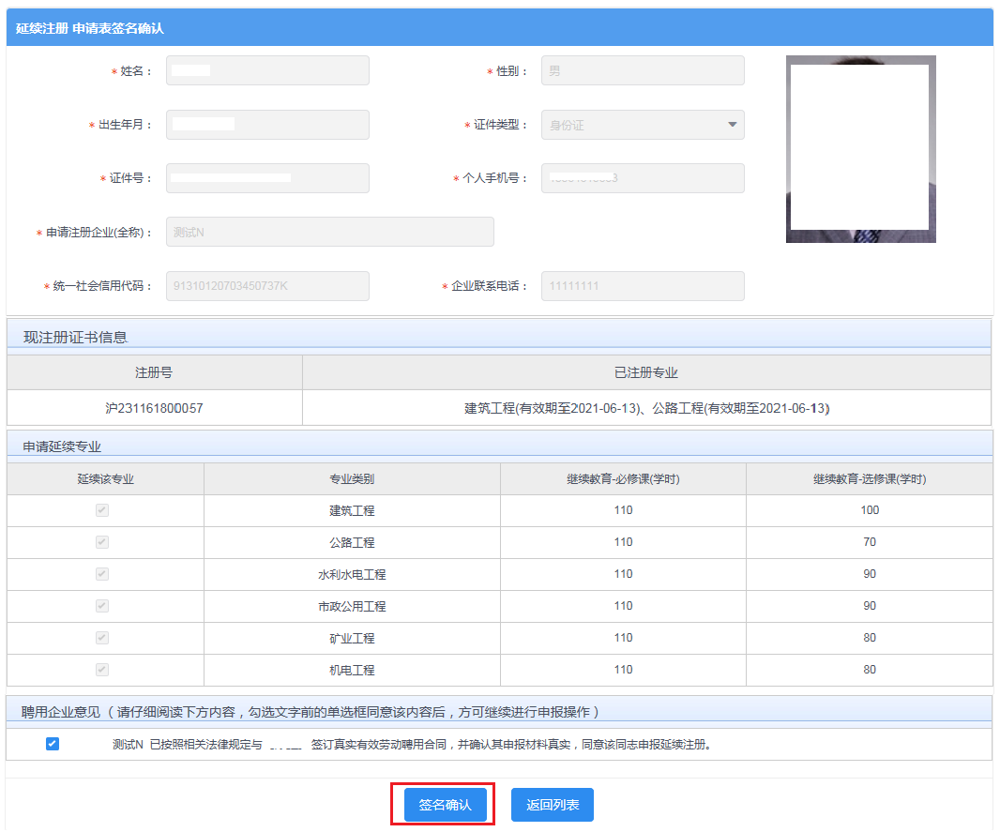 延续注册 申请表签名确认
* 姓名： * 性别： 男
* 出生年月： * 证件类型： 身份证
* 证件号： * 个人手机号：
* 申请注册企业(全称)： 测试N
* 统一社会信用代码： 91310120703450737K * 企业联系电话： 11111111
现注册证书信息
注册号 已注册专业
沪231161800057 建筑工程(有效期至2021-06-13)、公路工程(有效期至2021-06-13)
申请延续专业
延续该专业 专业类别 继续教育-必修课(学时) 继续教育-选修课(学时)
建筑工程 110 100
公路工程 110 70
水利水电工程 110 90
市政公用工程 110 90
矿业工程 110 80
机电工程 110 80
聘用企业意见（请仔细阅读下方内容，勾选文字前的单选框同意该内容后，方可继续进行申报操作）
测试N 已按照相关法律规定与 签订真实有效劳动聘用合同，并确认其申报材料真实，同意该同志申报延续注册。
签名确认 返回列表